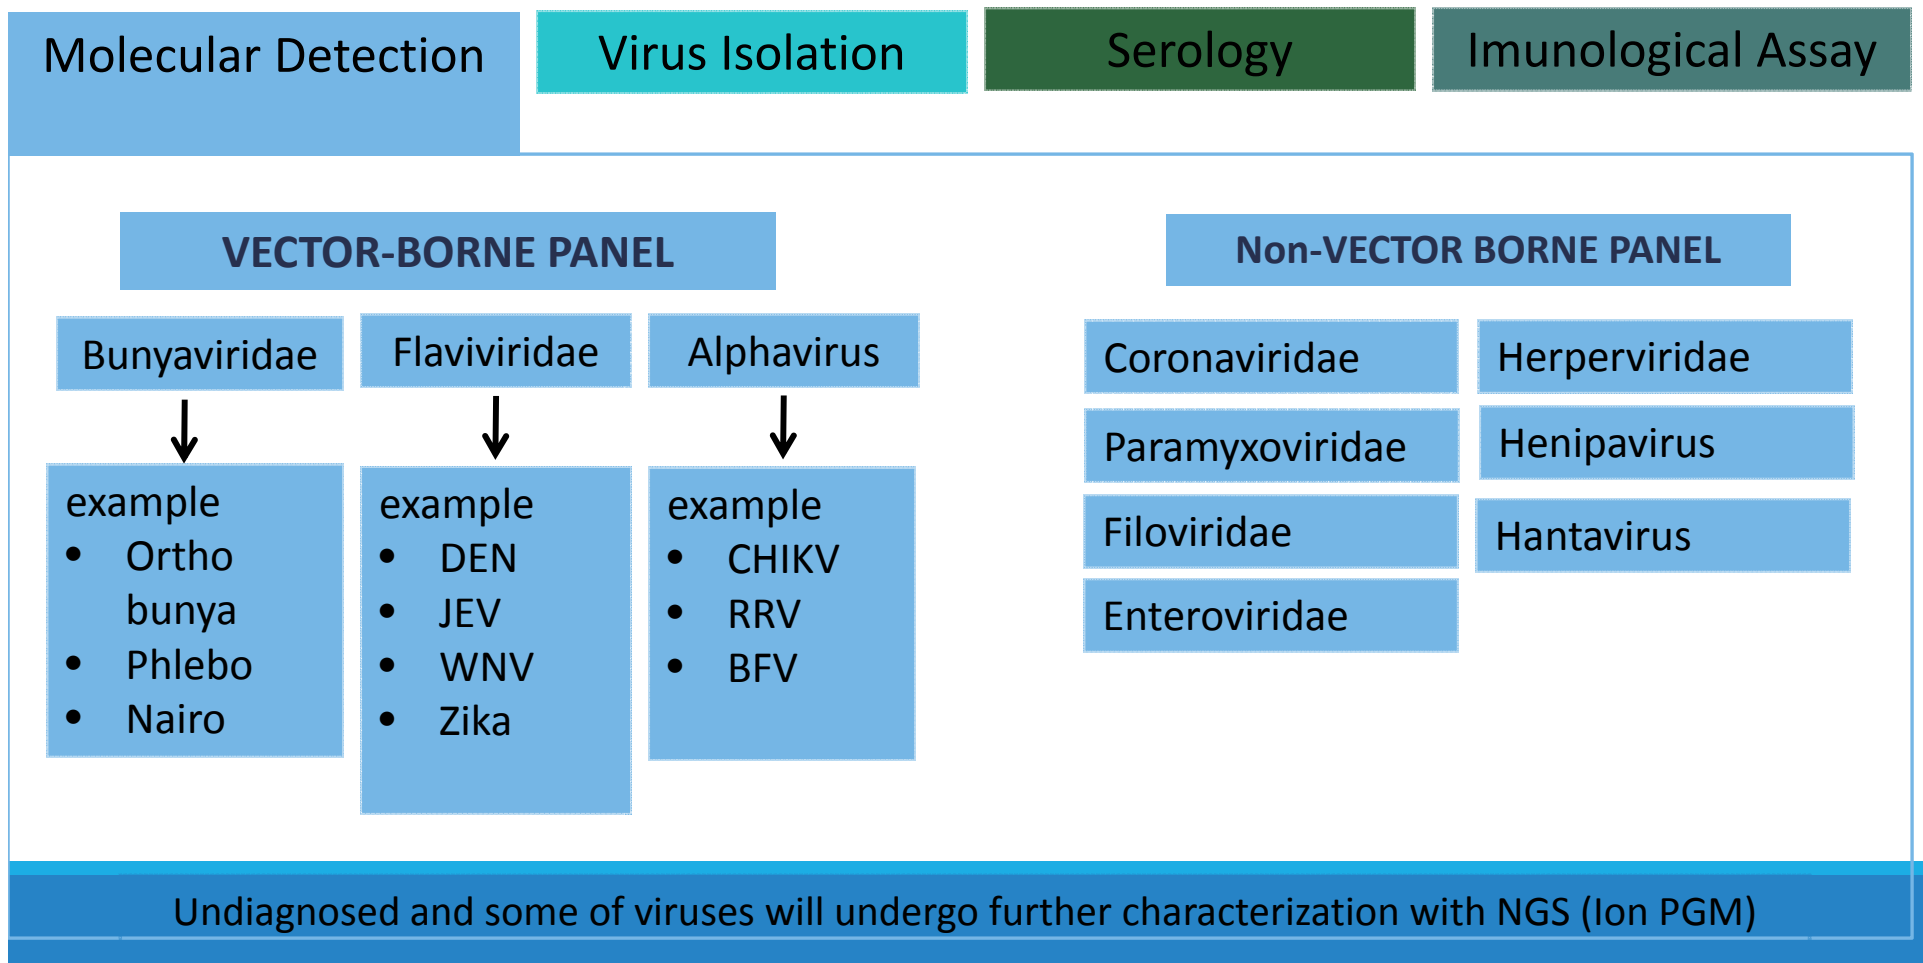 Molecular Detection
Virus Isolation
Serology
Imunological Assay
VECTOR-BORNE PANEL
Bunyaviridae
Flaviviridae
Alphavirus
example
• Ortho
bunya
• Phlebo
• Nairo
example
• DEN
• JEV
• WNV
• Zika
example
• CHIKV
• RRV
• BFV
Non-VECTOR BORNE PANEL
Coronaviridae
Paramyxoviridae
Filoviridae
Enteroviridae
Herperviridae
Henipavirus
Hantavirus
Undiagnosed and some of viruses will undergo further characterization with NGS (Ion PGM)